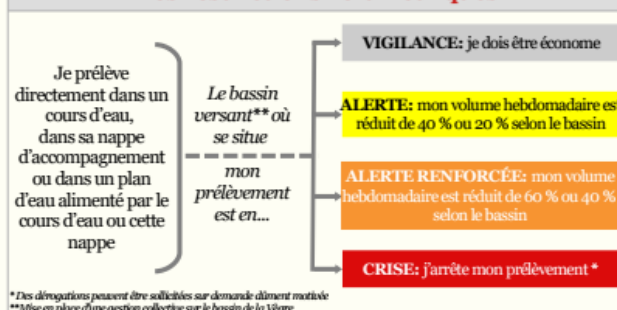 Je prélève
directement dans un
cours d'eau,
dans sa nappe
d'accompagnement
ou dans un plan
d'eau alimenté par le
cours d'eau ou cette
nappe
Le bassin
versant** où
se situe
mon
prélèvement
est en...
VIGILANCE: je dois être économe
ALERTE: mon volume hebdomadaire est
réduit de 40 % ou 20 % selon le bassin
ALERTE RENFORCÉE: mon volume
hebdomadaire est réduit de 60 % ou 40 %
selon le bassin
CRISE: j'arrête mon prélèvement *
* Des dérogations peuvent être sollicitées sur demande dûment motivée
**Mise en place d'une gestion collective sur le bassin de la Vègre